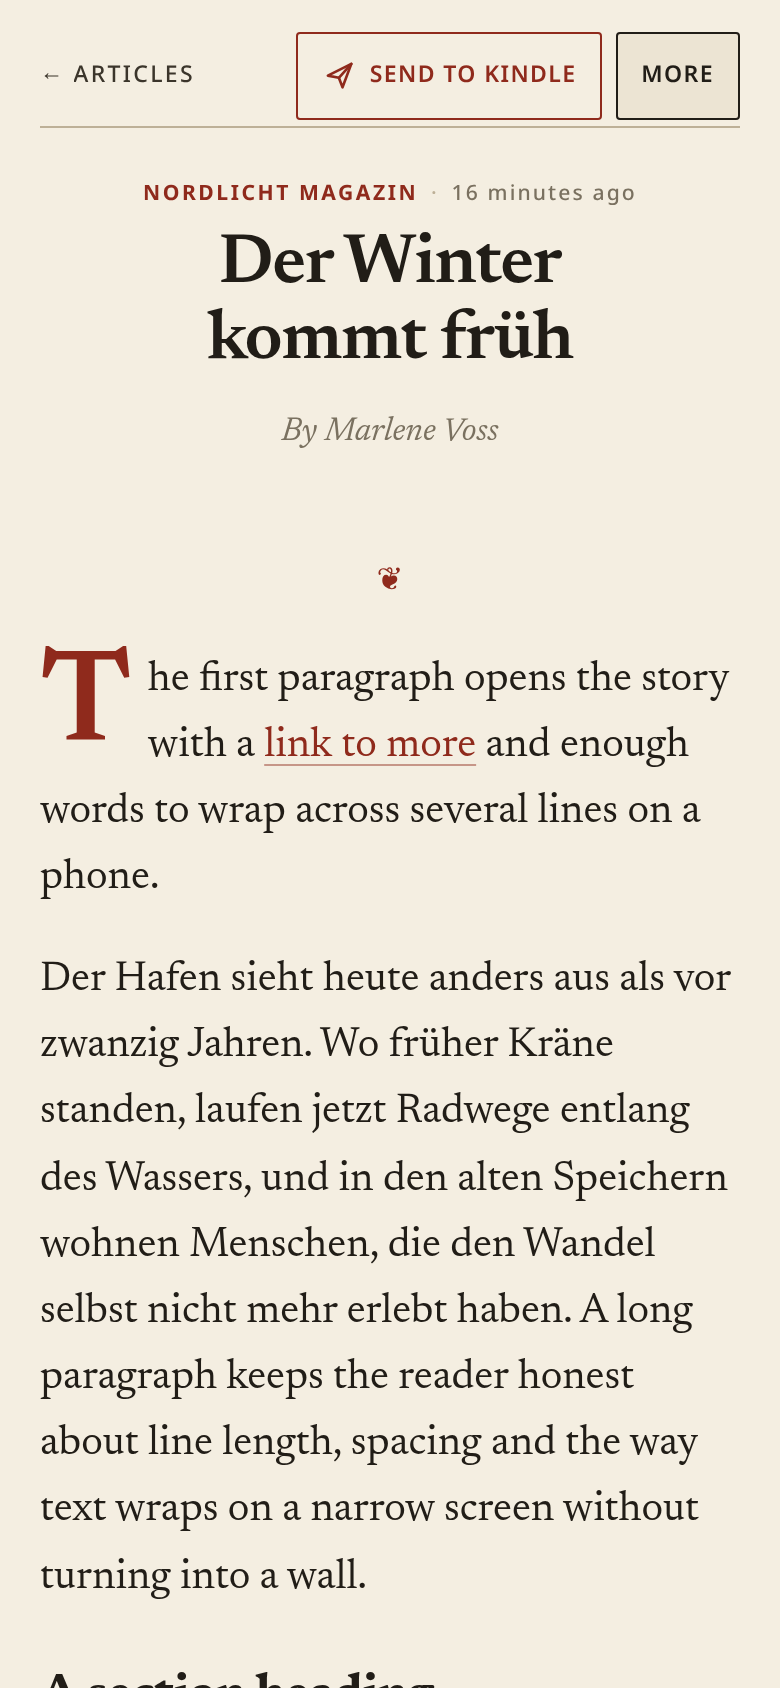 ← ARTICLES
SEND TO KINDLE
MORE
NORDLICHT MAGAZIN · 16 minutes ago
Der Winter
kommt früh
By Marlene Voss
❦
The first paragraph opens the story
with a link to more and enough
words to wrap across several lines on a
phone.
Der Hafen sieht heute anders aus als vor
zwanzig Jahren. Wo früher Kräne
standen, laufen jetzt Radwege entlang
des Wassers, und in den alten Speichern
wohnen Menschen, die den Wandel
selbst nicht mehr erlebt haben. A long
paragraph keeps the reader honest
about line length, spacing and the way
text wraps on a narrow screen without
turning into a wall.
A section heading